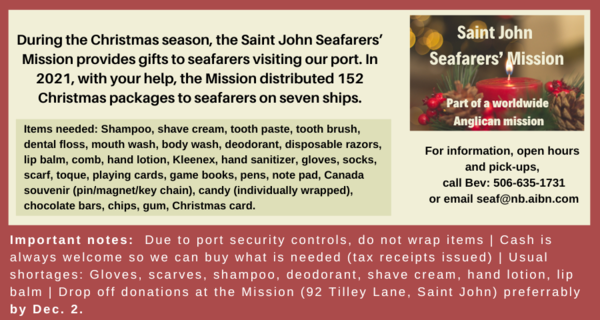 During the Christmas season, the Saint John Seafarers'
Mission provides gifts to seafarers visiting our port. In
2021, with your help, the Mission distributed 152
Christmas packages to seafarers on seven ships.
Items needed: Shampoo, shave cream, tooth paste, tooth brush,
dental floss, mouth wash, body wash, deodorant, disposable razors,
lip balm, comb, hand lotion, Kleenex, hand sanitizer, gloves, socks,
scarf, toque, playing cards, game books, pens, note pad, Canada
souvenir (pin/magnet/key chain), candy (individually wrapped),
chocolate bars, chips, gum, Christmas card.
Saint John
Seafarers' Mission
Part of a worldwide
Anglican mission
For information, open hours
and pick-ups,
call Bev: 506-635-1731
or email seaf@nb.aibn.com
Important notes: Due to port security controls, do not wrap items | Cash is
always welcome so we can buy what is needed (tax receipts issued) | Usual
shortages: Gloves, scarves, shampoo, deodorant, shave cream, hand lotion, lip
balm | Drop off donations at the Mission (92 Tilley Lane, Saint John) preferrably
by Dec. 2.